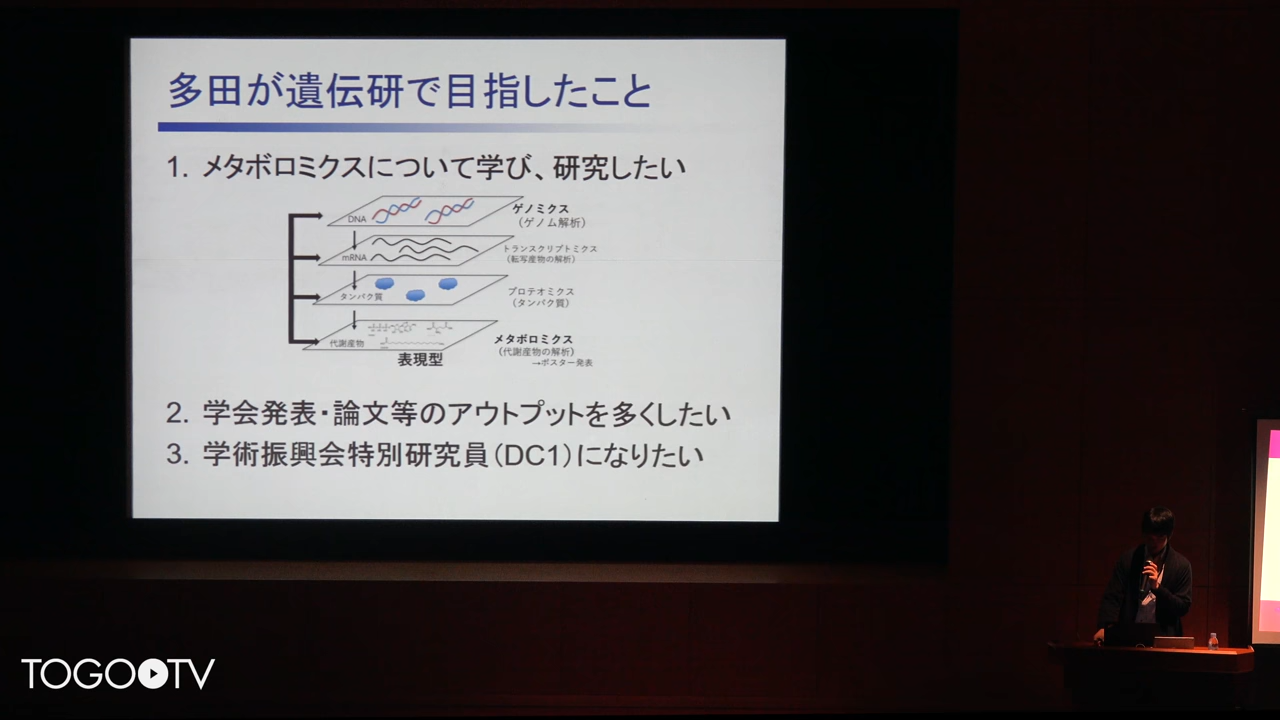 多田が遺伝研で目指したこと
1. メタボロミクスについて学び、研究したい
DNA
ゲノミクス
（ゲノム解析）
mRNA
トランスクリプトミクス
（転写産物の解析）
タンパク質
プロテオミクス
（タンパク質）
代謝産物
メタボロミクス
（代謝産物の解析）
→ポスター発表
表現型
2. 学会発表・論文等のアウトプットを多くしたい
3. 学術振興会特別研究員（DC1）になりたい
TOGOTV